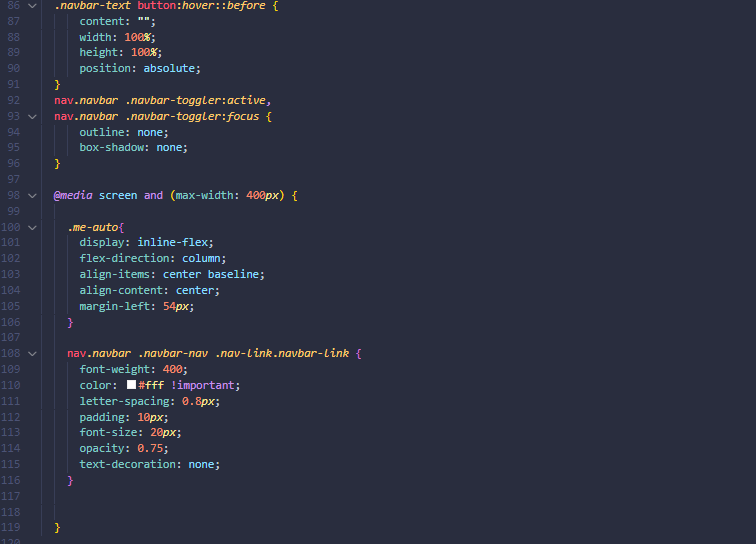 86 .navbar-text button:hover::before {
87 content: "";
88 width: 100%;
89 height: 100%;
90 position: absolute;
91 }
92 nav.navbar .navbar-toggler:active,
93 nav.navbar .navbar-toggler:focus {
94 outline: none;
95 box-shadow: none;
96 }
97
98 @media screen and (max-width: 400px) {
99
100 .me-auto{
101 display: inline-flex;
102 flex-direction: column;
103 align-items: center baseline;
104 align-content: center;
105 margin-left: 54px;
106 }
107
108 nav.navbar .navbar-nav .nav-link.navbar-link {
109 font-weight: 400;
110 color: #fff !important;
111 letter-spacing: 0.8px;
112 padding: 10px;
113 font-size: 20px;
114 opacity: 0.75;
115 text-decoration: none;
116 }
117
118
119 }
120